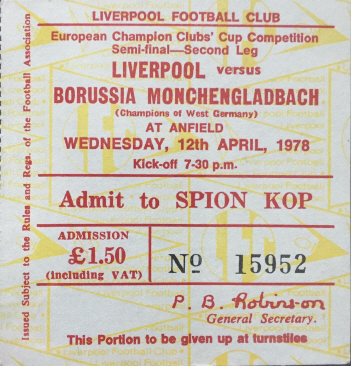 LIVERPOOL FOOTBALL CLUB
European Champion Clubs' Cup Competition
Semi-final—Second Leg
LIVERPOOL versus
BORUSSIA MONCHENGLADBACH
(Champions of West Germany)
AT ANFIELD
WEDNESDAY, 12th APRIL, 1978
Kick-off 7-30 p.m.
Admit to SPION KOP
ADMISSION
£1.50
(including VAT)
Nº 15952
P. B. Robinson
General Secretary.
This Portion to be given up at turnstiles
Issued Subject to the Rules and Regs. of the Football Association